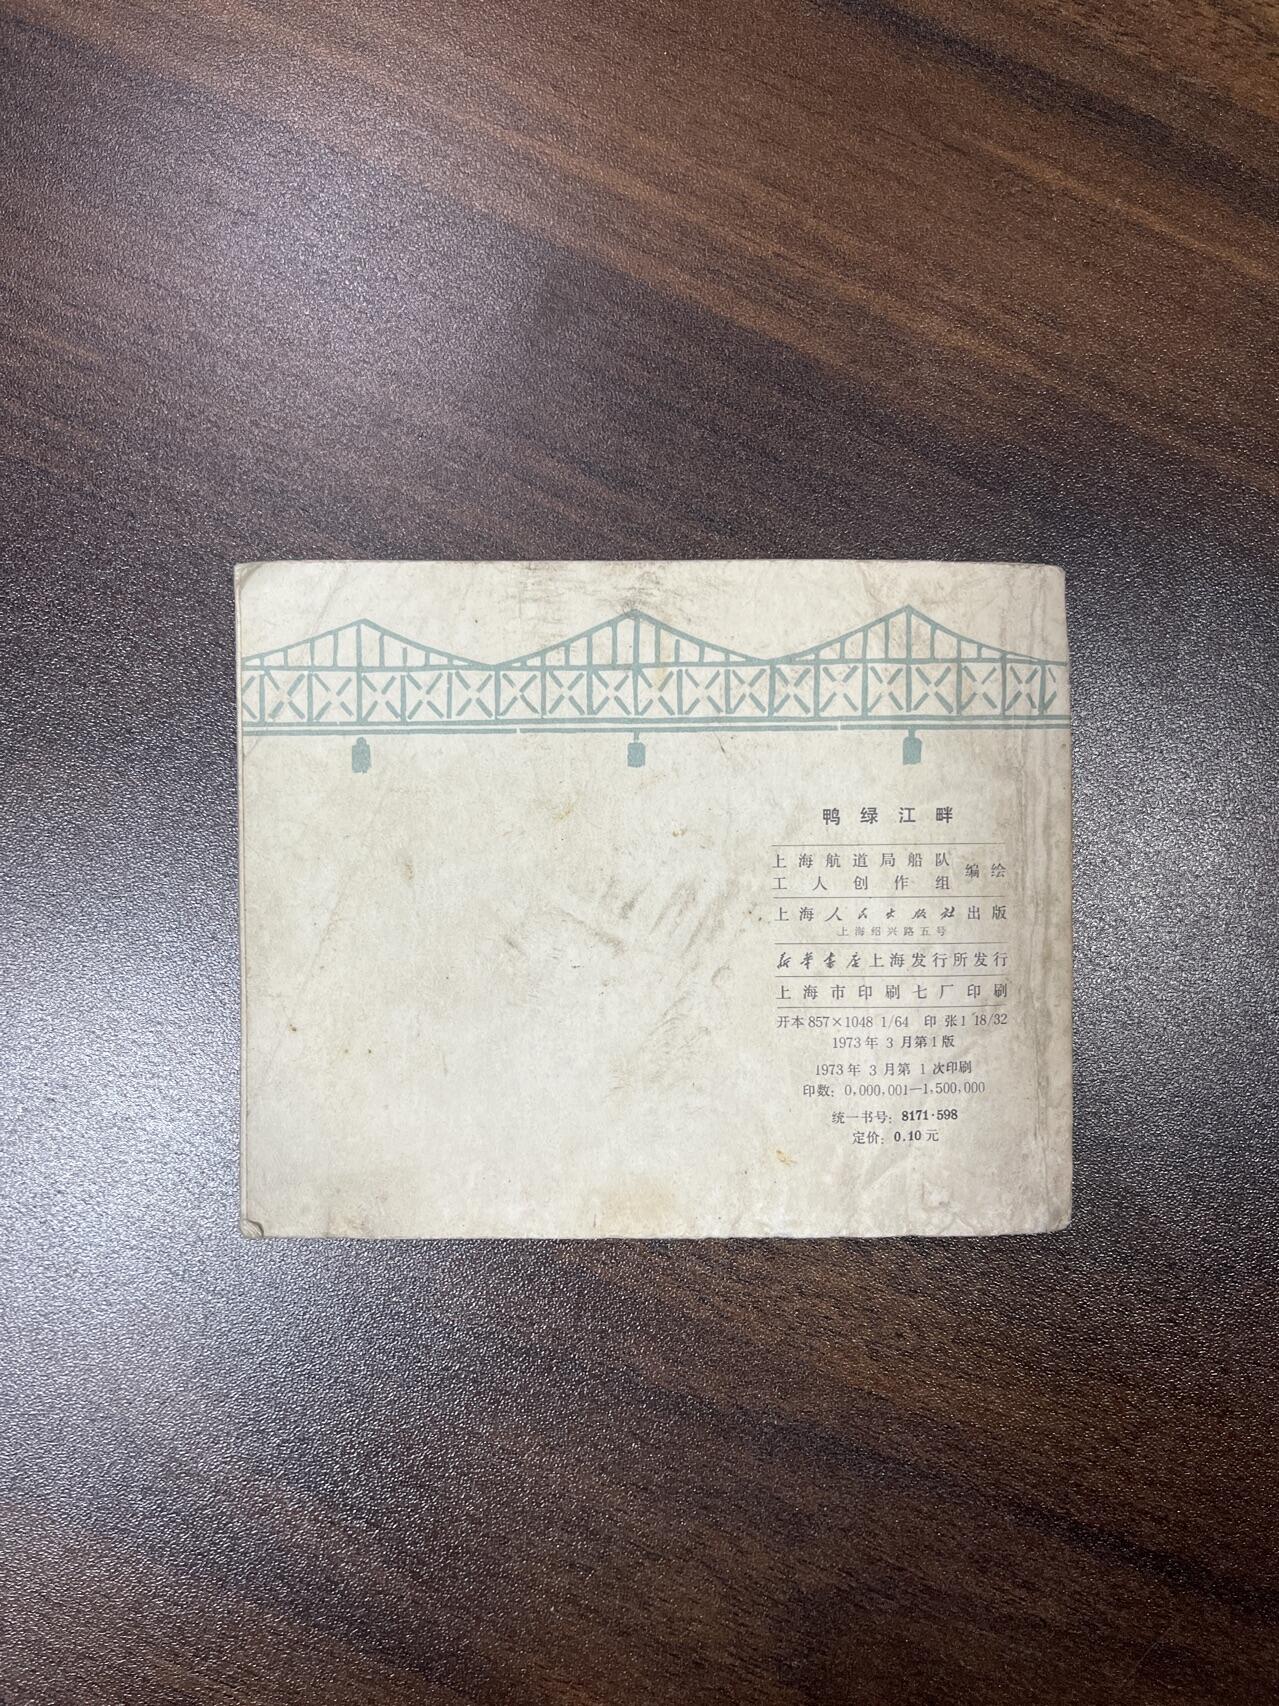 鸭绿江畔
上海航道局船队
工人创作组
编绘
上海人民出版社出版
上海绍兴路五号
新华书店上海发行所发行
上海市印刷七厂印刷
开本 857×1048 1/64 印张 1 18/32
1973年3月第1版
1973年3月第1次印刷
印数: 0,000,001—1,500,000
统一书号: 8171·598
定价: 0.10元